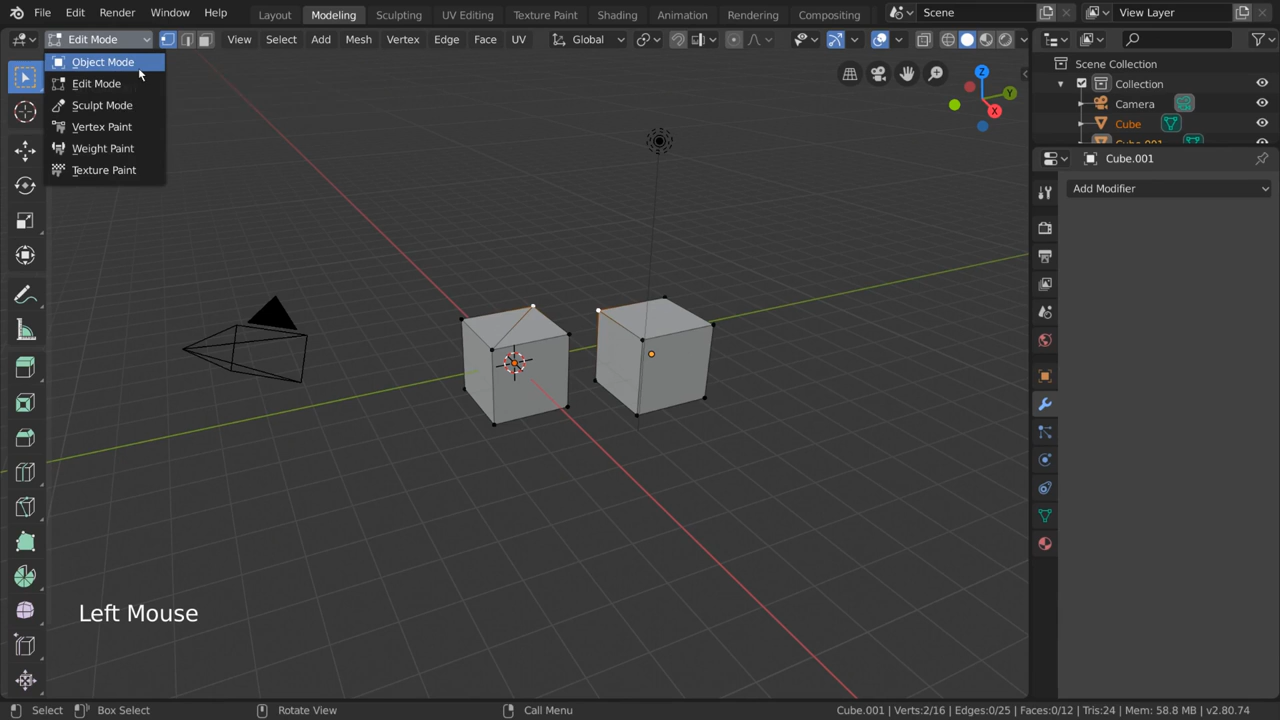 File Edit Render Window Help Layout Modeling Sculpting UV Editing Texture Paint Shading Animation Rendering Compositing Scene View Layer
Edit Mode View Select Add Mesh Vertex Edge Face UV Global
Object Mode
Edit Mode
Sculpt Mode
Vertex Paint
Weight Paint
Texture Paint
Z
Y
X
Scene Collection
Collection
Camera
Cube
Cube.001
Cube.001
Add Modifier
Left Mouse
Select Box Select Rotate View Call Menu Cube.001 | Verts:2/16 | Edges:0/25 | Faces:0/12 | Tris:24 | Mem: 58.8 MB | v2.80.74